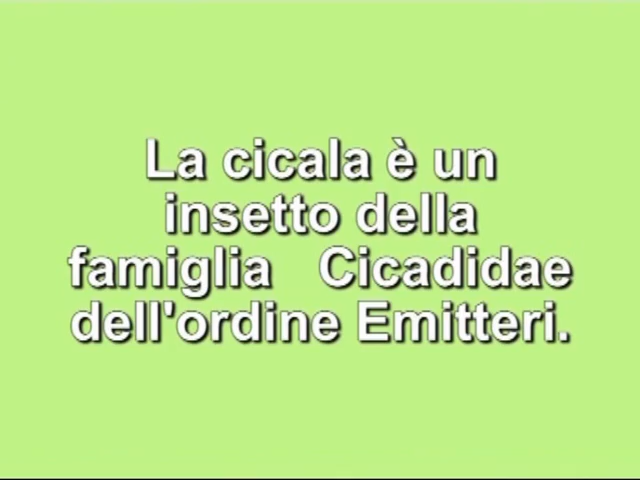 La cicala è un
insetto della
famiglia   Cicadidae
dell'ordine Emitteri.